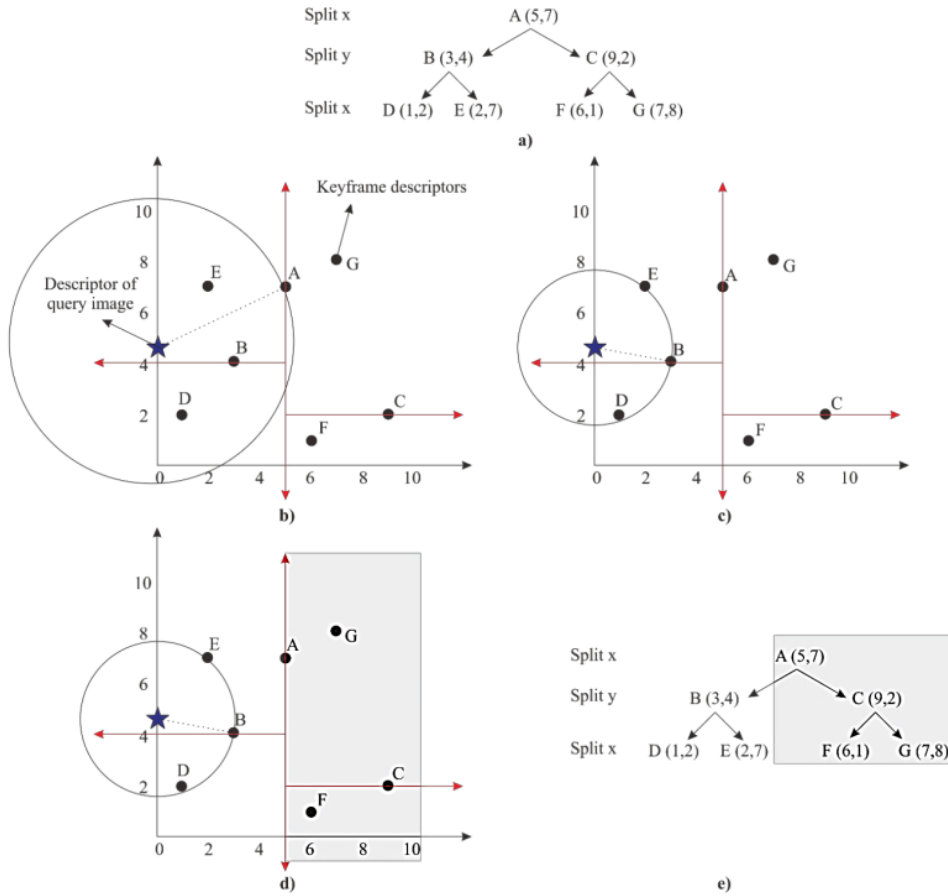 Split x A (5,7)
Split y B (3,4) C (9,2)
Split x D (1,2) E (2,7) F (6,1) G (7,8)
a)
10 Keyframe descriptors 10
8 G 8 G
E A E A
Descriptor of
query image
6 6
B B
4 4
D D
2 C 2 C
F F
0 2 4 6 8 10 0 2 4 6 8 10
b) c)
10
8
E A G
6
B
4
D
2 C
F
0 2 4 6 8 10
d)
Split x A (5,7)
Split y B (3,4) C (9,2)
Split x D (1,2) E (2,7) F (6,1) G (7,8)
e)